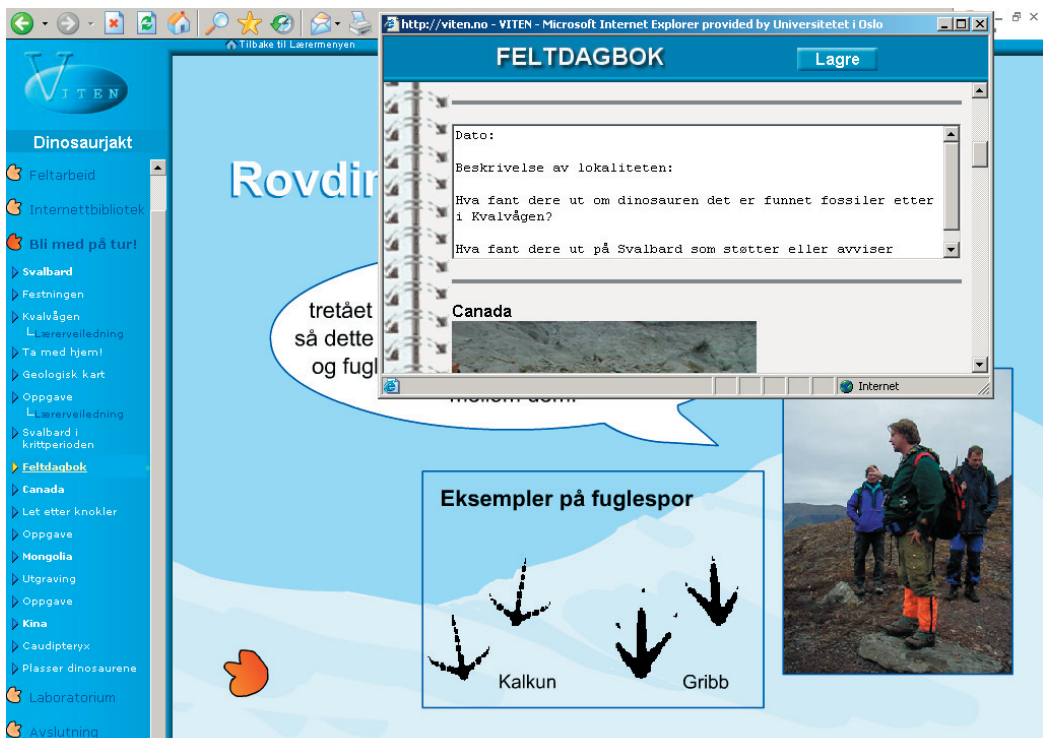 Tilbake til Lærermenyen
VITEN
Dinosaurjakt
Feltarbeid
Internettbibliotek
Bli med på tur!
Svalbard
Festningen
Kvalvågen
Lærerveiledning
Ta med hjem!
Geologisk kart
Oppgave
Lærerveiledning
Svalbard i
krittperioden
Feltdagbok
Canada
Let etter knokler
Oppgave
Mongolia
Utgraving
Oppgave
Kina
Caudipteryx
Plasser dinosaurene
Laboratorium
Avslutning
Rovdin
tretået
så dette
og fugl
mellom dem.
Eksempler på fuglespor
Kalkun
Gribb
http://viten.no - VITEN - Microsoft Internet Explorer provided by Universitetet i Oslo
FELTDAGBOK
Lagre
Dato:
Beskrivelse av lokaliteten:
Hva fant dere ut om dinosauren det er funnet fossiler etter
i Kvalvågen?
Hva fant dere ut på Svalbard som støtter eller avviser
Canada
Internet